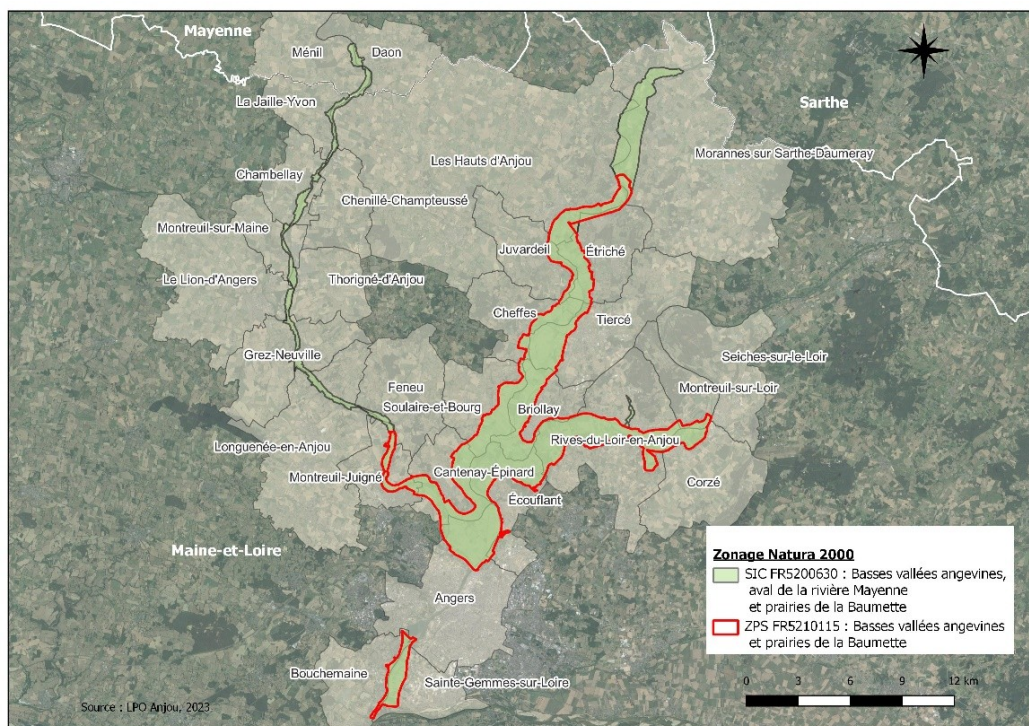 Mayenne
Ménil
Daon
La Jaille-Yvon
Sarthe
Les Hauts d'Anjou
Morannes sur Sarthe-Daumeray
Chambellay
Chenillé-Champteussé
Montreuil-sur-Maine
Juvardeil
Étriché
Le Lion-d'Angers
Thorigné-d'Anjou
Cheffes
Tiercé
Grez-Neuville
Seiches-sur-le-Loir
Feneu
Montreuil-sur-Loir
Soulaire-et-Bourg
Briollay
Longuenée-en-Anjou
Rives-du-Loir-en-Anjou
Cantenay-Épinard
Montreuil-Juigné
Corzé
Écouflant
Maine-et-Loire
Angers
Bouchemaine
Sainte-Gemmes-sur-Loire
Source : LPO Anjou, 2023
Zonage Natura 2000
SIC FR5200630 : Basses vallées angevines,
aval de la rivière Mayenne
et prairies de la Baumette
ZPS FR5210115 : Basses vallées angevines
et prairies de la Baumette
0 3 6 9 12 km